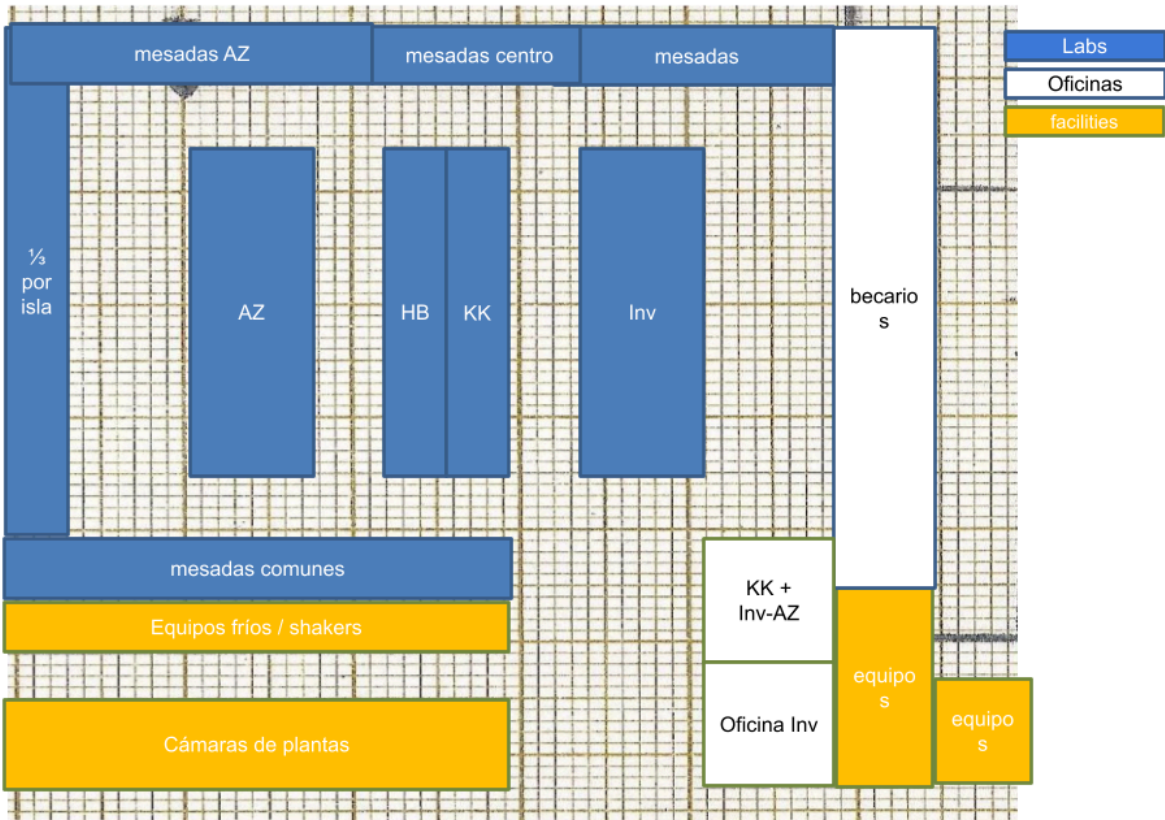 mesadas AZ
mesadas centro
mesadas
Labs
Oficinas
facilities
⅓
por
isla
AZ
HB
KK
Inv
becario
s
mesadas comunes
KK +
Inv-AZ
Equipos fríos / shakers
equipo
s
Oficina Inv
equipo
s
Cámaras de plantas